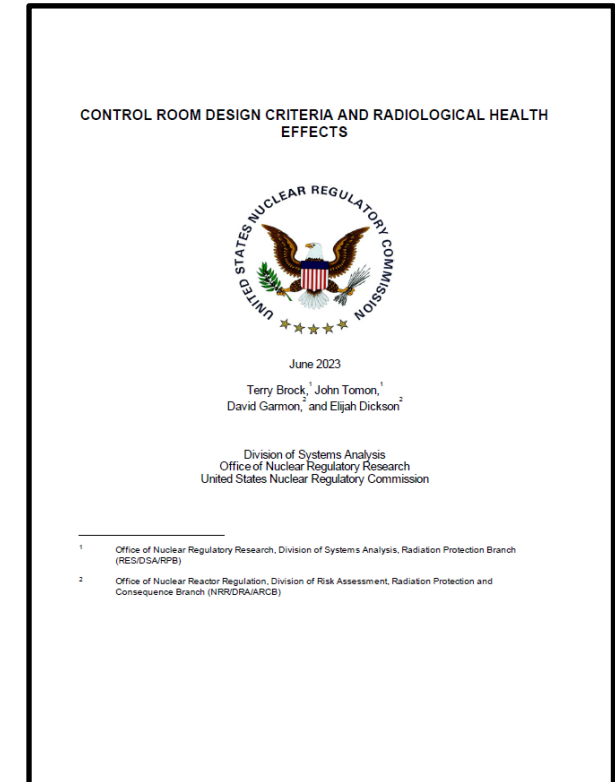 CONTROL ROOM DESIGN CRITERIA AND RADIOLOGICAL HEALTH
EFFECTS
UNITED STATES NUCLEAR REGULATORY COMMISSION
June 2023
Terry Brock,1 John Tomon,1
David Garmon,2 and Elijah Dickson2
Division of Systems Analysis
Office of Nuclear Regulatory Research
United States Nuclear Regulatory Commission
1 Office of Nuclear Regulatory Research, Division of Systems Analysis, Radiation Protection Branch
(RES/DSA/RPB)
2 Office of Nuclear Reactor Regulation, Division of Risk Assessment, Radiation Protection and
Consequence Branch (NRR/DRA/ARCB)